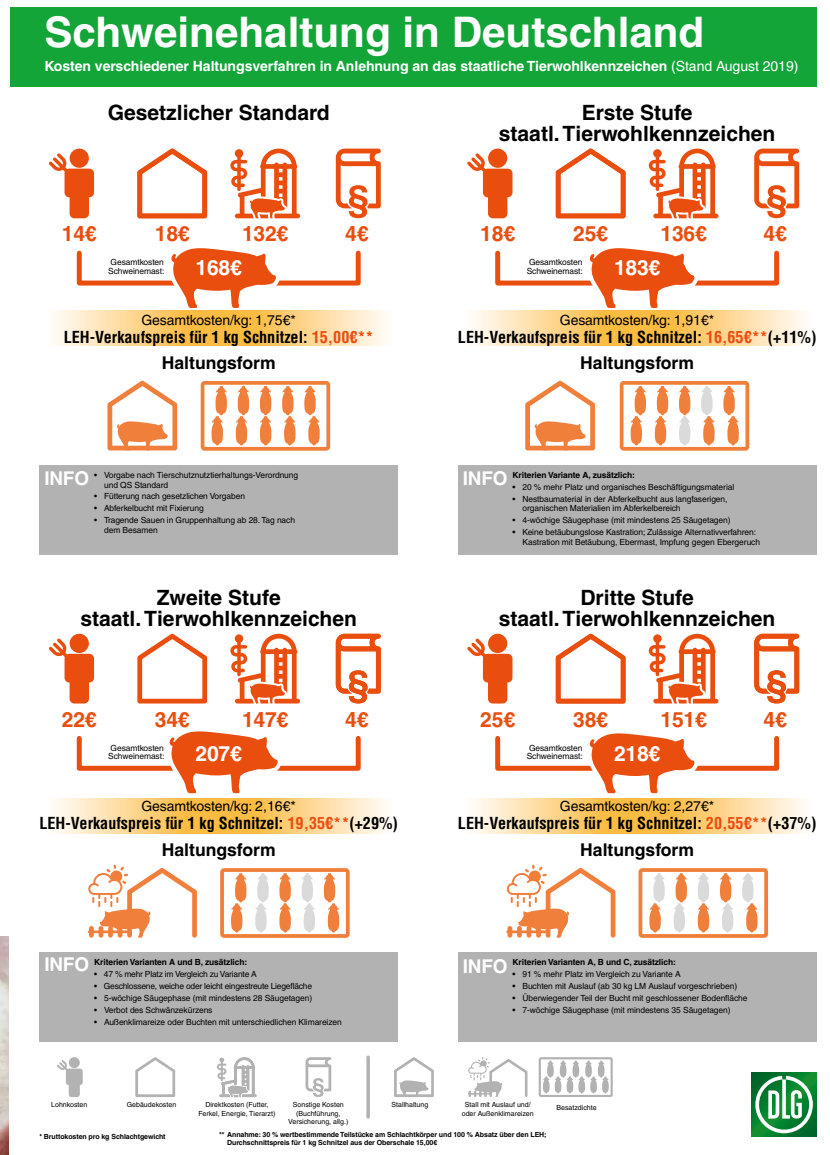 Schweinehaltung in Deutschland
Kosten verschiedener Haltungsverfahren in Anlehnung an das staatliche Tierwohlkennzeichen (Stand August 2019)
Gesetzlicher Standard
14€ 18€ 132€ 4€
Gesamtkosten
Schweinemast:
168€
Gesamtkosten/kg: 1,75€*
LEH-Verkaufspreis für 1 kg Schnitzel: 15,00€**
Haltungsform
INFO
• Vorgabe nach Tierschutznutztierhaltungs-Verordnung
und QS Standard
• Fütterung nach gesetzlichen Vorgaben
• Abferkelbucht mit Fixierung
• Tragende Sauen in Gruppenhaltung ab 28. Tag nach
dem Besamen
Erste Stufe
staatl. Tierwohlkennzeichen
18€ 25€ 136€ 4€
Gesamtkosten
Schweinemast:
183€
Gesamtkosten/kg: 1,91€*
LEH-Verkaufspreis für 1 kg Schnitzel: 16,65€**(+11%)
Haltungsform
INFO
Kriterien Variante A, zusätzlich:
• 20 % mehr Platz und organisches Beschäftigungsmaterial
• Nestbaumaterial in der Abferkelbucht aus langfaserigen,
organischen Materialien im Abferkelbereich
• 4-wöchige Säugephase (mit mindestens 25 Säugetagen)
• Keine betäubungslose Kastration; Zulässige Alternativverfahren:
Kastration mit Betäubung, Ebermast, Impfung gegen Ebergeruch
Zweite Stufe
staatl. Tierwohlkennzeichen
22€ 34€ 147€ 4€
Gesamtkosten
Schweinemast:
207€
Gesamtkosten/kg: 2,16€*
LEH-Verkaufspreis für 1 kg Schnitzel: 19,35€**(+29%)
Haltungsform
INFO
Kriterien Varianten A und B, zusätzlich:
• 47 % mehr Platz im Vergleich zu Variante A
• Geschlossene, weiche oder leicht eingestreute Liegefläche
• 5-wöchige Säugephase (mit mindestens 28 Säugetagen)
• Verbot des Schwänzekürzens
• Außenklimareize oder Buchten mit unterschiedlichen Klimareizen
Dritte Stufe
staatl. Tierwohlkennzeichen
25€ 38€ 151€ 4€
Gesamtkosten
Schweinemast:
218€
Gesamtkosten/kg: 2,27€*
LEH-Verkaufspreis für 1 kg Schnitzel: 20,55€**(+37%)
Haltungsform
INFO
Kriterien Varianten A, B und C, zusätzlich:
• 91 % mehr Platz im Vergleich zu Variante A
• Buchten mit Auslauf (ab 30 kg LM Auslauf vorgeschrieben)
• Überwiegender Teil der Bucht mit geschlossener Bodenfläche
• 7-wöchige Säugephase (mit mindestens 35 Säugetagen)
Lohnkosten
Gebäudekosten
Direktkosten (Futter,
Ferkel, Energie, Tierarzt)
Sonstige Kosten
(Buchführung,
Versicherung, allg.)
Stallhaltung
Stall mit Auslauf und/
oder Außenklimareizen
Besatzdichte
* Bruttokosten pro kg Schlachtgewicht
** Annahme: 30 % wertbestimmende Teilstücke am Schlachtkörper und 100 % Absatz über den LEH;
Durchschnittspreis für 1 kg Schnitzel aus der Oberschale 15,00€
DLG